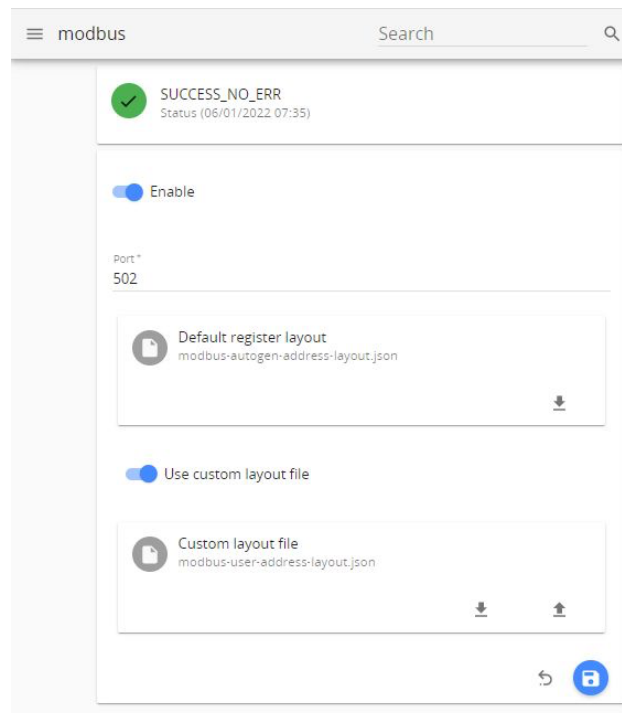 modbus
Search
SUCCESS_NO_ERR
Status (06/01/2022 07:35)
Enable
Port *
502
Default register layout
modbus-autogen-address-layout.json
Use custom layout file
Custom layout file
modbus-user-address-layout.json